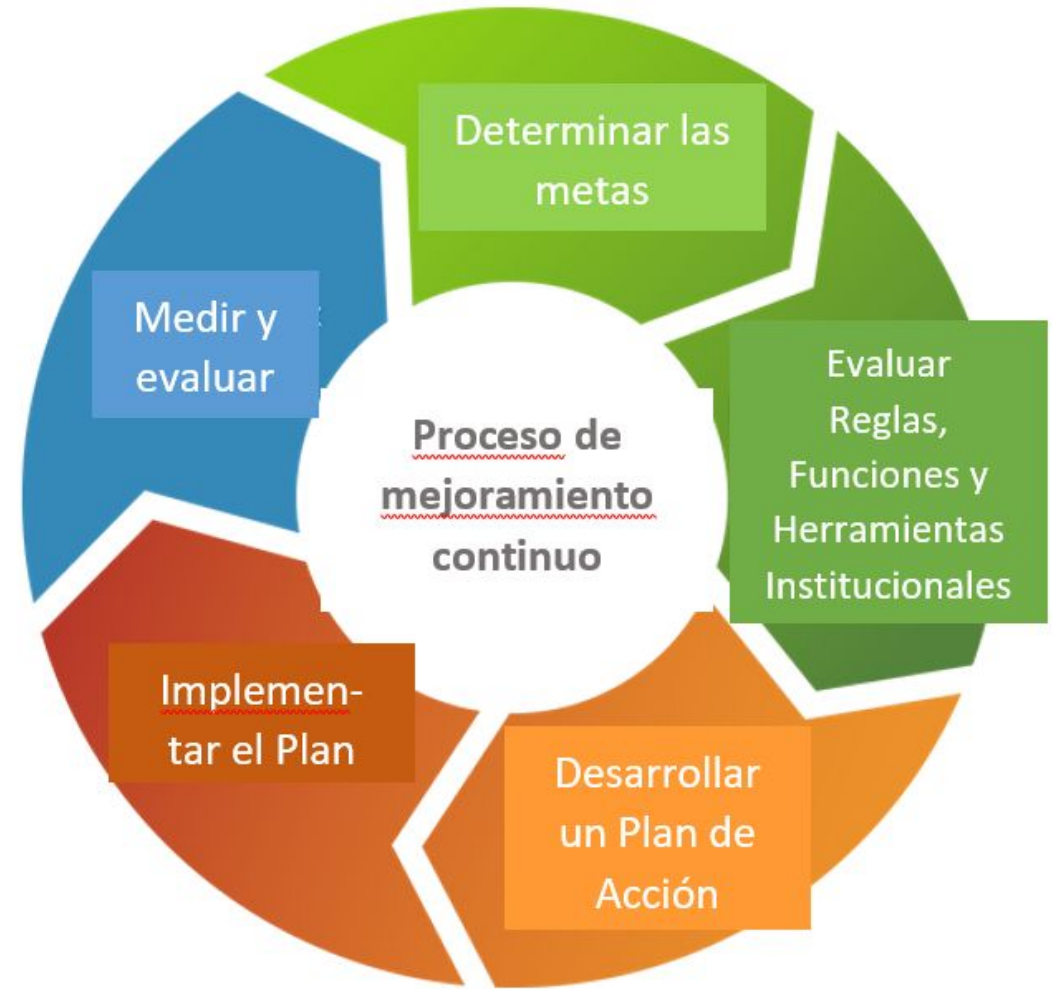 Determinar las
metas
Evaluar
Reglas,
Funciones y
Herramientas
Institucionales
Desarrollar
un Plan de
Acción
Implemen-
tar el Plan
Medir y
evaluar
Proceso de
mejoramiento
continuo